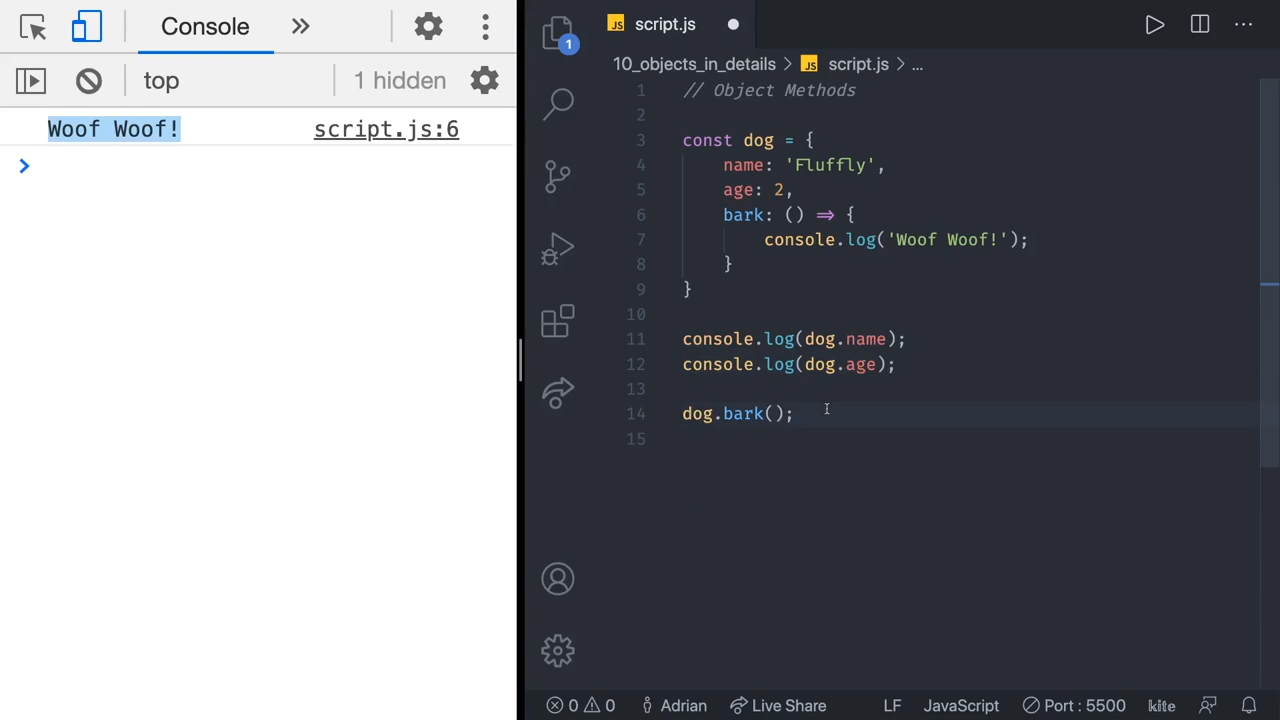 Console
top
1 hidden
Woof Woof! script.js:6
JS script.js
1
10_objects_in_details > JS script.js > ...
1 // Object Methods
2
3 const dog = {
4 name: 'Fluffly',
5 age: 2,
6 bark: () ⇒ {
7 console.log('Woof Woof!');
8 }
9 }
10
11 console.log(dog.name);
12 console.log(dog.age);
13
14 dog.bark();
15
0 0 Adrian Live Share LF JavaScript Port : 5500 kite